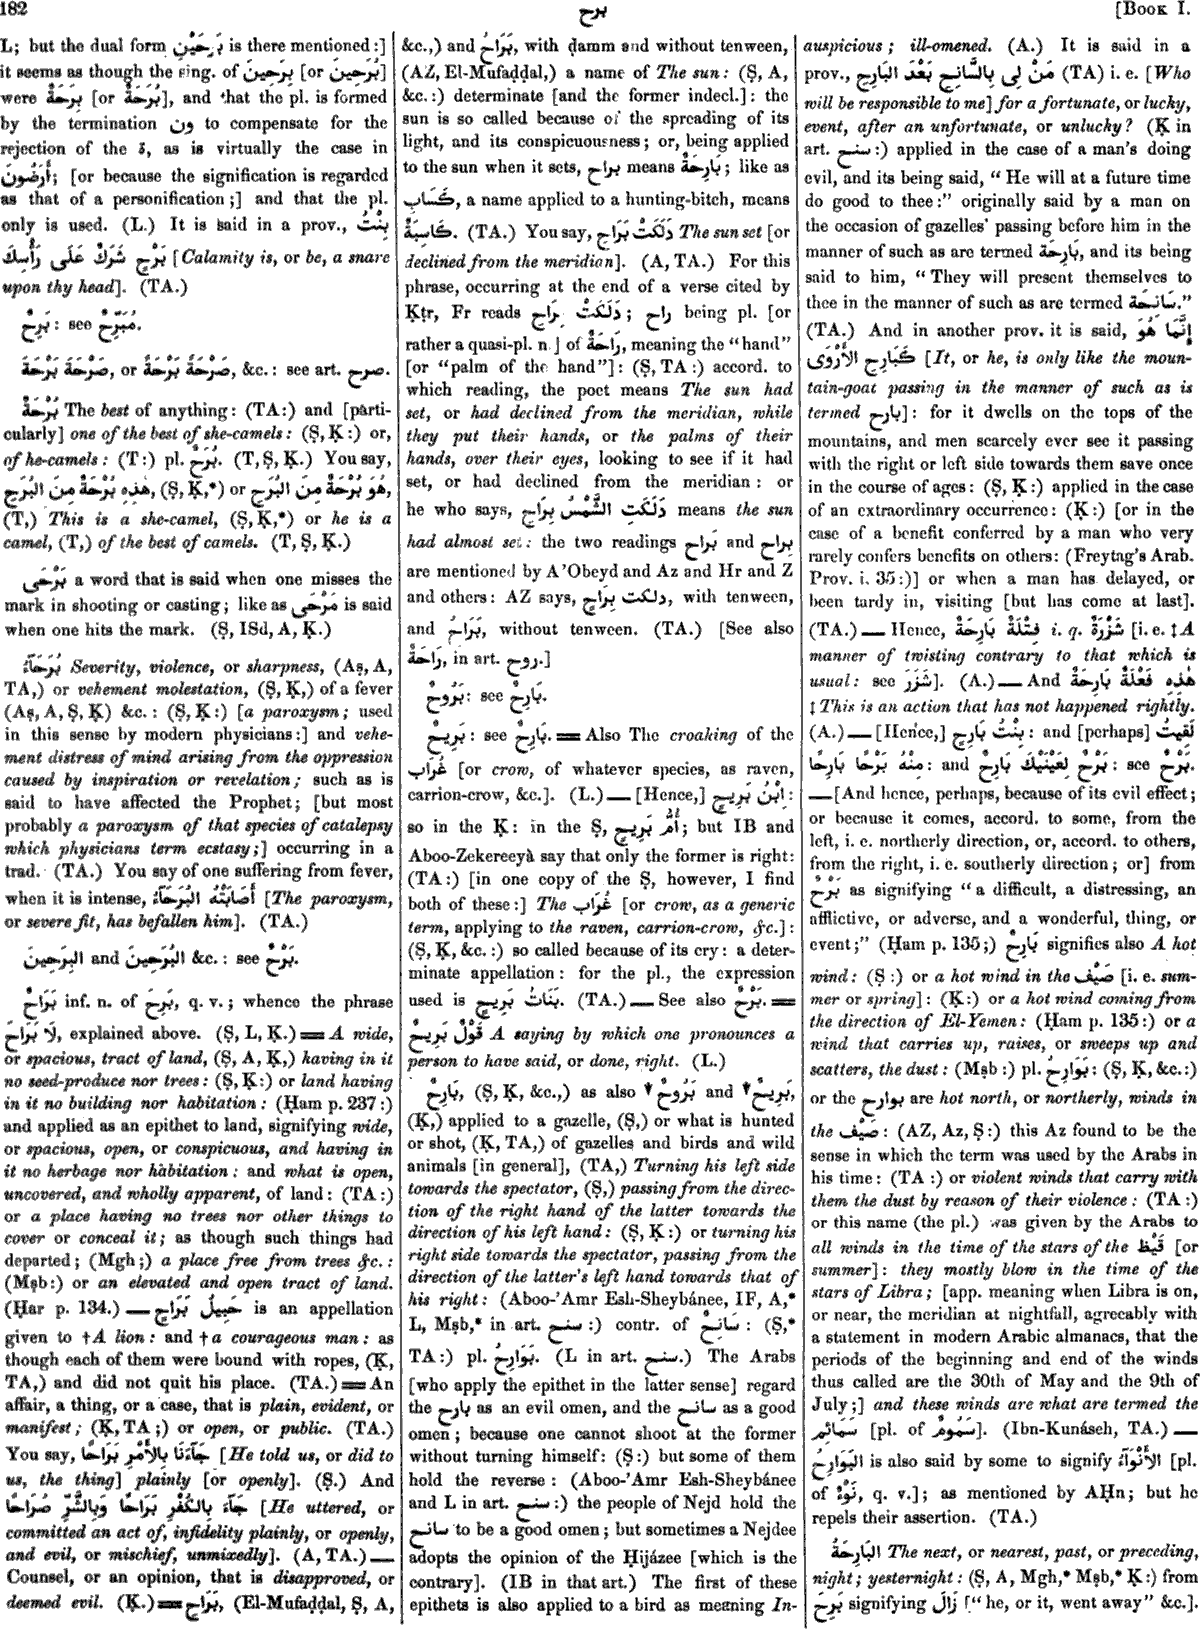 182
برح
[Book I.
L; but the dual form بَرَحَيْنِ is there mentioned:]
it seems as though the sing. of بِرَحِينَ [or بُرَحِينَ]
were بِرَحَةٌ [or بُرَحَةٌ], and that the pl. is formed
by the termination ون to compensate for the
rejection of the ة, as is virtually the case in
أَرَضُونَ; [or because the signification is regarded
as that of a personification;] and that the pl.
only is used. (L.) It is said in a prov., بِنْتُ
بَرْحٍ شَرَكٌ عَلَى رَأْسِكَ [Calamity is, or be, a snare
upon thy head]. (TA.)
بَرِحٌ: see مُبَرِّحٌ.
صَرْحَةً بَرْحَةً, or صَرْحَةَ بَرْحَةَ, &c.: see art. صرح.
بُرْحَةٌ The best of anything: (TA:) and [parti-
cularly] one of the best of she-camels: (Ṣ, Ḳ:) or,
of he-camels: (T:) pl. بُرَحٌ. (T, Ṣ, Ḳ.) You say,
هٰذِهِ بُرْحَةٌ مِنَ البُرَحِ, (Ṣ, Ḳ,*) or هُوَ بُرْحَةٌ مِنَ البُرَحِ,
(T,) This is a she-camel, (Ṣ, Ḳ,*) or he is a
camel, (T,) of the best of camels. (T, Ṣ, Ḳ.)
بَرْحَى a word that is said when one misses the
mark in shooting or casting; like as مَرْحَى is said
when one hits the mark. (Ṣ, ISd, A, Ḳ.)
بُرَحَآءُ Severity, violence, or sharpness, (Aṣ, A,
TA,) or vehement molestation, (Ṣ, Ḳ,) of a fever
(Aṣ, A, Ṣ, Ḳ) &c.: (Ṣ, Ḳ:) [a paroxysm; used
in this sense by modern physicians:] and vehe-
ment distress of mind arising from the oppression
caused by inspiration or revelation; such as is
said to have affected the Prophet; [but most
probably a paroxysm of that species of catalepsy
which physicians term ecstasy;] occurring in a
trad. (TA.) You say of one suffering from fever,
when it is intense, أَصَابَتْهُ البُرَحَآءُ [The paroxysm,
or severe fit, has befallen him]. (TA.)
البِرَحِينَ and البُرَحِينَ &c.: see بَرْحٌ.
بَرَاحٌ inf. n. of بَرِحَ, q. v.; whence the phrase
لَا بَرَاحَ, explained above. (Ṣ, L, Ḳ.) ═ A wide,
or spacious, tract of land, (Ṣ, A, Ḳ,) having in it
no seed-produce nor trees: (Ṣ, Ḳ:) or land having
in it no building nor habitation: (Ḥam p. 237:)
and applied as an epithet to land, signifying wide,
or spacious, open, or conspicuous, and having in
it no herbage nor habitation: and what is open,
uncovered, and wholly apparent, of land: (TA:)
or a place having no trees nor other things to
cover or conceal it; as though such things had
departed; (Mgh;) a place free from trees &c.:
(Mṣb:) or an elevated and open tract of land.
(Ḥar p. 134.) — حَبِيلُ بَرَاحٍ is an appellation
given to †A lion: and †a courageous man: as
though each of them were bound with ropes, (Ḳ,
TA,) and did not quit his place. (TA.) ═ An
affair, a thing, or a case, that is plain, evident, or
manifest; (Ḳ, TA;) or open, or public. (TA.)
You say, جَآءَنَا بِالأَمْرِ بَرَاحًا [He told us, or did to
us, the thing] plainly [or openly]. (Ṣ.) And
جَآءَ بِالكُفْرِ بَرَاحًا وَبِالشَّرِّ صُرَاحًا [He uttered, or
committed an act of, infidelity plainly, or openly,
and evil, or mischief, unmixedly]. (A, TA.) —
Counsel, or an opinion, that is disapproved, or
deemed evil. (Ḳ.) ═ بَرَاحِ, (El-Mufaḍḍal, Ṣ, A,
&c.,) and بَرَاحُ, with ḍamm and without tenween,
(AZ, El-Mufaḍḍal,) a name of The sun: (Ṣ, A,
&c.:) determinate [and the former indecl.]: the
sun is so called because of the spreading of its
light, and its conspicuousness; or, being applied
to the sun when it sets, براح means بَارِحَةٌ; like as
كَسَابِ, a name applied to a hunting-bitch, means
كَاسِبَةٌ. (TA.) You say, دَلَكَتْ بَرَاحِ The sun set [or
declined from the meridian]. (A, TA.) For this
phrase, occurring at the end of a verse cited by
Ḳṭr, Fr reads دَلَكَتْ بِرَاحِ; راح being pl. [or
rather a quasi-pl. n.] of رَاحَةٌ, meaning the "hand"
[or "palm of the hand"]: (Ṣ, TA:) accord. to
which reading, the poet means The sun had
set, or had declined from the meridian, while
they put their hands, or the palms of their
hands, over their eyes, looking to see if it had
set, or had declined from the meridian: or
he who says, دَلَكَتِ الشَّمْسُ بِرَاحٍ means the sun
had almost set: the two readings بَراح and بِراح
are mentioned by A'Obeyd and Az and Hr and Z
and others: AZ says, دلكت بِرَاحٍ, with tenween,
and بَرَاحُ, without tenween. (TA.) [See also
رَاحَةٌ, in art. روح.]
بَرُوحٌ: see بَارِحٌ.
بَرِيحٌ: see بَارِحٌ. ═ Also The croaking of the
غُرَاب [or crow, of whatever species, as raven,
carrion-crow, &c.]. (L.) — [Hence,] اِبْنُ بَرِيحٍ:
so in the Ḳ: in the Ṣ, أُمُّ بَرِيحٍ; but IB and
Aboo-Zekereeyà say that only the former is right:
(TA:) [in one copy of the Ṣ, however, I find
both of these:] The غُرَاب [or crow, as a generic
term, applying to the raven, carrion-crow, &c.]:
(Ṣ, Ḳ, &c.:) so called because of its cry: a deter-
minate appellation: for the pl., the expression
used is بَنَاتُ بَرِيحٍ. (TA.) — See also بَرْحٌ. ═
قَوْلٌ بَرِيحٌ A saying by which one pronounces a
person to have said, or done, right. (L.)
بَارِحٌ, (Ṣ, Ḳ, &c.,) as also ▾ بَرُوحٌ and ▾ بَرِيحٌ,
(Ḳ,) applied to a gazelle, (Ṣ,) or what is hunted
or shot, (Ḳ, TA,) of gazelles and birds and wild
animals [in general], (TA,) Turning his left side
towards the spectator, (Ṣ,) passing from the direc-
tion of the right hand of the latter towards the
direction of his left hand: (Ṣ, Ḳ:) or turning his
right side towards the spectator, passing from the
direction of the latter's left hand towards that of
his right: (Aboo-'Amr Esh-Sheybánee, IF, A,*
L, Mṣb,* in art. سنح:) contr. of سَانِحٌ: (Ṣ,*
TA:) pl. بَوَارِحُ. (L in art. سنح.) The Arabs
[who apply the epithet in the latter sense] regard
the بارح as an evil omen, and the سانح as a good
omen; because one cannot shoot at the former
without turning himself: (Ṣ:) but some of them
hold the reverse: (Aboo-'Amr Esh-Sheybánee
and L in art. سنح:) the people of Nejd hold the
سانح to be a good omen; but sometimes a Nejdee
adopts the opinion of the Ḥijázee [which is the
contrary]. (IB in that art.) The first of these
epithets is also applied to a bird as meaning In-
auspicious; ill-omened. (A.) It is said in a
prov., مَنْ لِى بِالسَّانِحِ بَعْدَ البَارِحِ (TA) i. e. [Who
will be responsible to me] for a fortunate, or lucky,
event, after an unfortunate, or unlucky? (Ḳ in
art. سنح:) applied in the case of a man's doing
evil, and its being said, "He will at a future time
do good to thee:" originally said by a man on
the occasion of gazelles' passing before him in the
manner of such as are termed بَارِحَة, and its being
said to him, "They will present themselves to
thee in the manner of such as are termed سَانِحَة."
(TA.) And in another prov. it is said, إِنَّمَا هُوَ
كَبَارِحِ الأَرْوَى [It, or he, is only like the moun-
tain-goat passing in the manner of such as is
termed بارح]: for it dwells on the tops of the
mountains, and men scarcely ever see it passing
with the right or left side towards them save once
in the course of ages: (Ṣ, Ḳ:) applied in the case
of an extraordinary occurrence: (Ḳ:) [or in the
case of a benefit conferred by a man who very
rarely confers benefits on others: (Freytag's Arab.
Prov. i. 35:)] or when a man has delayed, or
been tardy in, visiting [but has come at last].
(TA.) — Hence, فِتْلَةٌ بَارِحَةٌ i. q. شَزْرَةٌ [i. e. ‡A
manner of twisting contrary to that which is
usual: see شَزَرَ]. (A.) — And هٰذِهِ فَعْلَةٌ بَارِحَةٌ
‡This is an action that has not happened rightly.
(A.) — [Hence,] بِنْتُ بَارِحٍ: and [perhaps] لَقِيتُ
مِنْهُ بَرْحًا بَارِحًا: and بَرْحٌ لِعَيْنَيْكَ بَارِحٌ: see بَرْحٌ.
— [And hence, perhaps, because of its evil effect;
or because it comes, accord. to some, from the
left, i. e. northerly direction, or, accord. to others,
from the right, i. e. southerly direction; or] from
بَرْحٌ as signifying "a difficult, a distressing, an
afflictive, or adverse, and a wonderful, thing, or
event;" (Ḥam p. 135;) بَارِحٌ signifies also A hot
wind: (Ṣ:) or a hot wind in the صَيْف [i. e. sum-
mer or spring]: (Ḳ:) or a hot wind coming from
the direction of El-Yemen: (Ḥam p. 135:) or a
wind that carries up, raises, or sweeps up and
scatters, the dust: (Mṣb:) pl. بَوَارِحُ: (Ṣ, Ḳ, &c.:)
or the بوارح are hot north, or northerly, winds in
the صَيْف: (AZ, Az, Ṣ:) this Az found to be the
sense in which the term was used by the Arabs in
his time: (TA:) or violent winds that carry with
them the dust by reason of their violence: (TA:)
or this name (the pl.) was given by the Arabs to
all winds in the time of the stars of the قَيْظ [or
summer]: they mostly blow in the time of the
stars of Libra; [app. meaning when Libra is on,
or near, the meridian at nightfall, agreeably with
a statement in modern Arabic almanacs, that the
periods of the beginning and end of the winds
thus called are the 30th of May and the 9th of
July;] and these winds are what are termed the
سَمَائِم [pl. of سَمُومٌ]. (Ibn-Kunáseh, TA.) —
البَوَارِحُ is also said by some to signify الأَنْوَآءُ [pl.
of نَوْءٌ, q. v.]; as mentioned by AḤn; but he
repels their assertion. (TA.)
البَارِحَةُ The next, or nearest, past, or preceding,
night; yesternight: (Ṣ, A, Mgh,* Mṣb,* Ḳ:) from
بَرِحَ signifying زَالَ ["he, or it, went away" &c.].